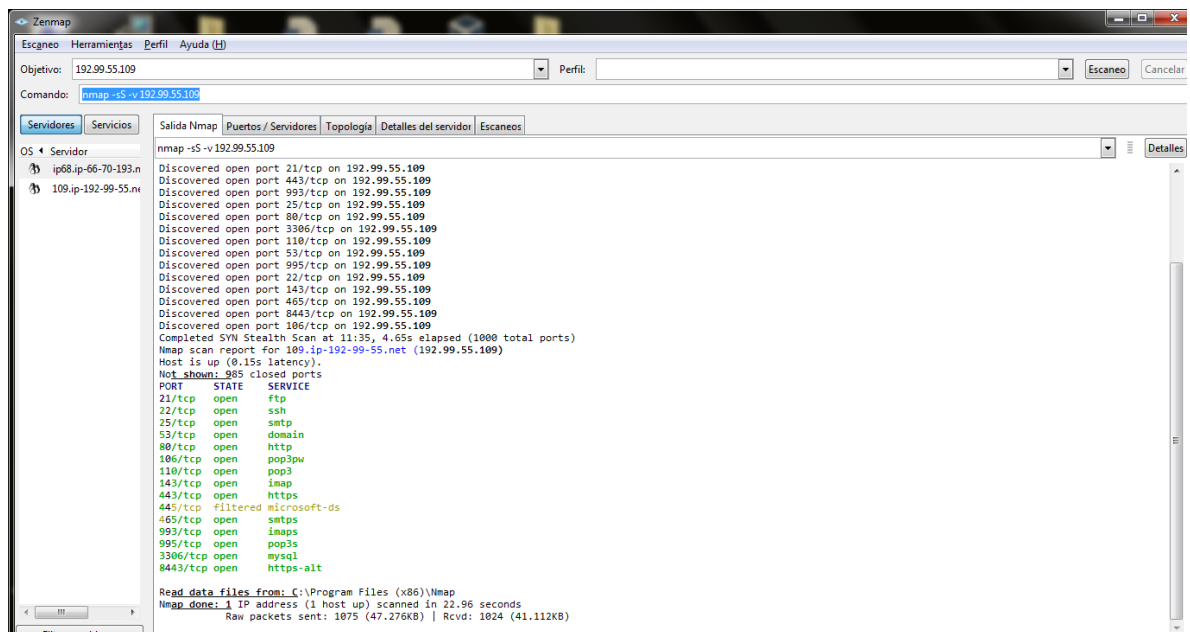 Zenmap
Escaneo Herramientas Perfil Ayuda (H)
Objetivo: 192.99.55.109 Perfil: Escaneo Cancelar
Comando: nmap -sS -v 192.99.55.109
Servidores Servicios Salida Nmap Puertos / Servidores Topología Detalles del servidor Escaneos
OS Servidor nmap -sS -v 192.99.55.109 Detalles
ip68.ip-66-70-193.n
109.ip-192-99-55.ne
Discovered open port 21/tcp on 192.99.55.109
Discovered open port 443/tcp on 192.99.55.109
Discovered open port 993/tcp on 192.99.55.109
Discovered open port 25/tcp on 192.99.55.109
Discovered open port 80/tcp on 192.99.55.109
Discovered open port 3306/tcp on 192.99.55.109
Discovered open port 110/tcp on 192.99.55.109
Discovered open port 53/tcp on 192.99.55.109
Discovered open port 995/tcp on 192.99.55.109
Discovered open port 22/tcp on 192.99.55.109
Discovered open port 143/tcp on 192.99.55.109
Discovered open port 465/tcp on 192.99.55.109
Discovered open port 8443/tcp on 192.99.55.109
Discovered open port 106/tcp on 192.99.55.109
Completed SYN Stealth Scan at 11:35, 4.65s elapsed (1000 total ports)
Nmap scan report for 109.ip-192-99-55.net (192.99.55.109)
Host is up (0.15s latency).
Not shown: 985 closed ports
PORT STATE SERVICE
21/tcp open ftp
22/tcp open ssh
25/tcp open smtp
53/tcp open domain
80/tcp open http
106/tcp open pop3pw
110/tcp open pop3
143/tcp open imap
443/tcp open https
445/tcp filtered microsoft-ds
465/tcp open smtps
993/tcp open imaps
995/tcp open pop3s
3306/tcp open mysql
8443/tcp open https-alt
Read data files from: C:\Program Files (x86)\Nmap
Nmap done: 1 IP address (1 host up) scanned in 22.96 seconds
Raw packets sent: 1075 (47.276KB) | Rcvd: 1024 (41.112KB)